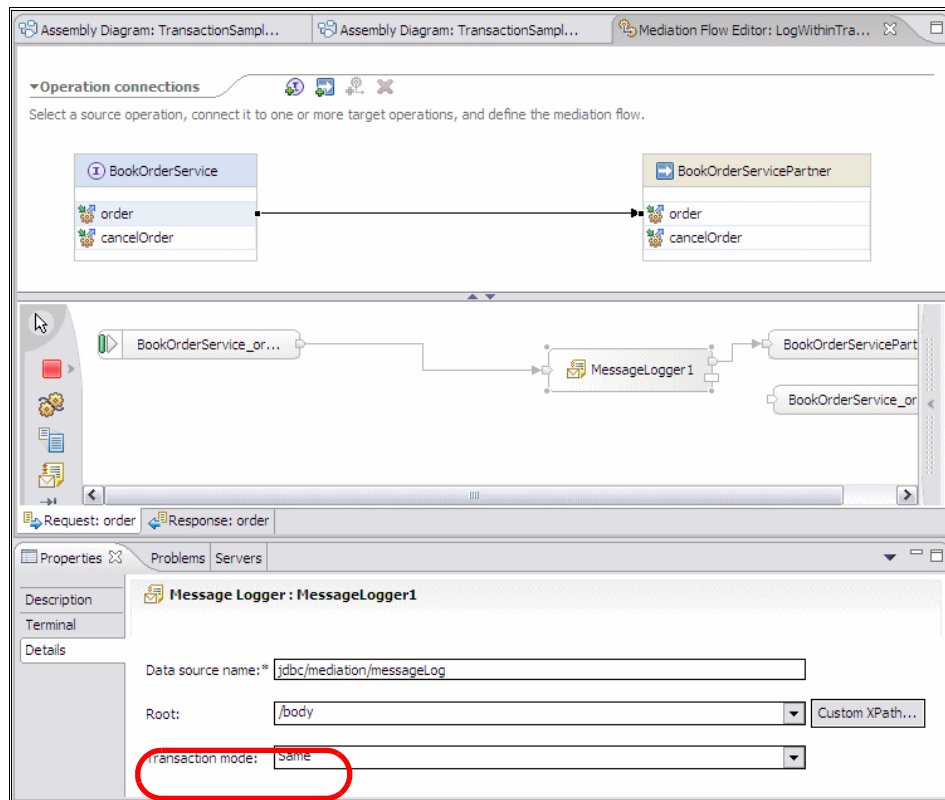 Assembly Diagram: TransactionSampl...
Assembly Diagram: TransactionSampl...
Mediation Flow Editor: LogWithinTra...
Operation connections
Select a source operation, connect it to one or more target operations, and define the mediation flow.
BookOrderService
BookOrderServicePartner
order
order
cancelOrder
cancelOrder
BookOrderService_or...
MessageLogger1
BookOrderServicePart
BookOrderService_or
Request: order
Response: order
Properties
Problems
Servers
Description
Message Logger : MessageLogger1
Terminal
Details
Data source name:*
jdbc/mediation/messageLog
Root:
/body
Custom XPath...
Transaction mode:
Same